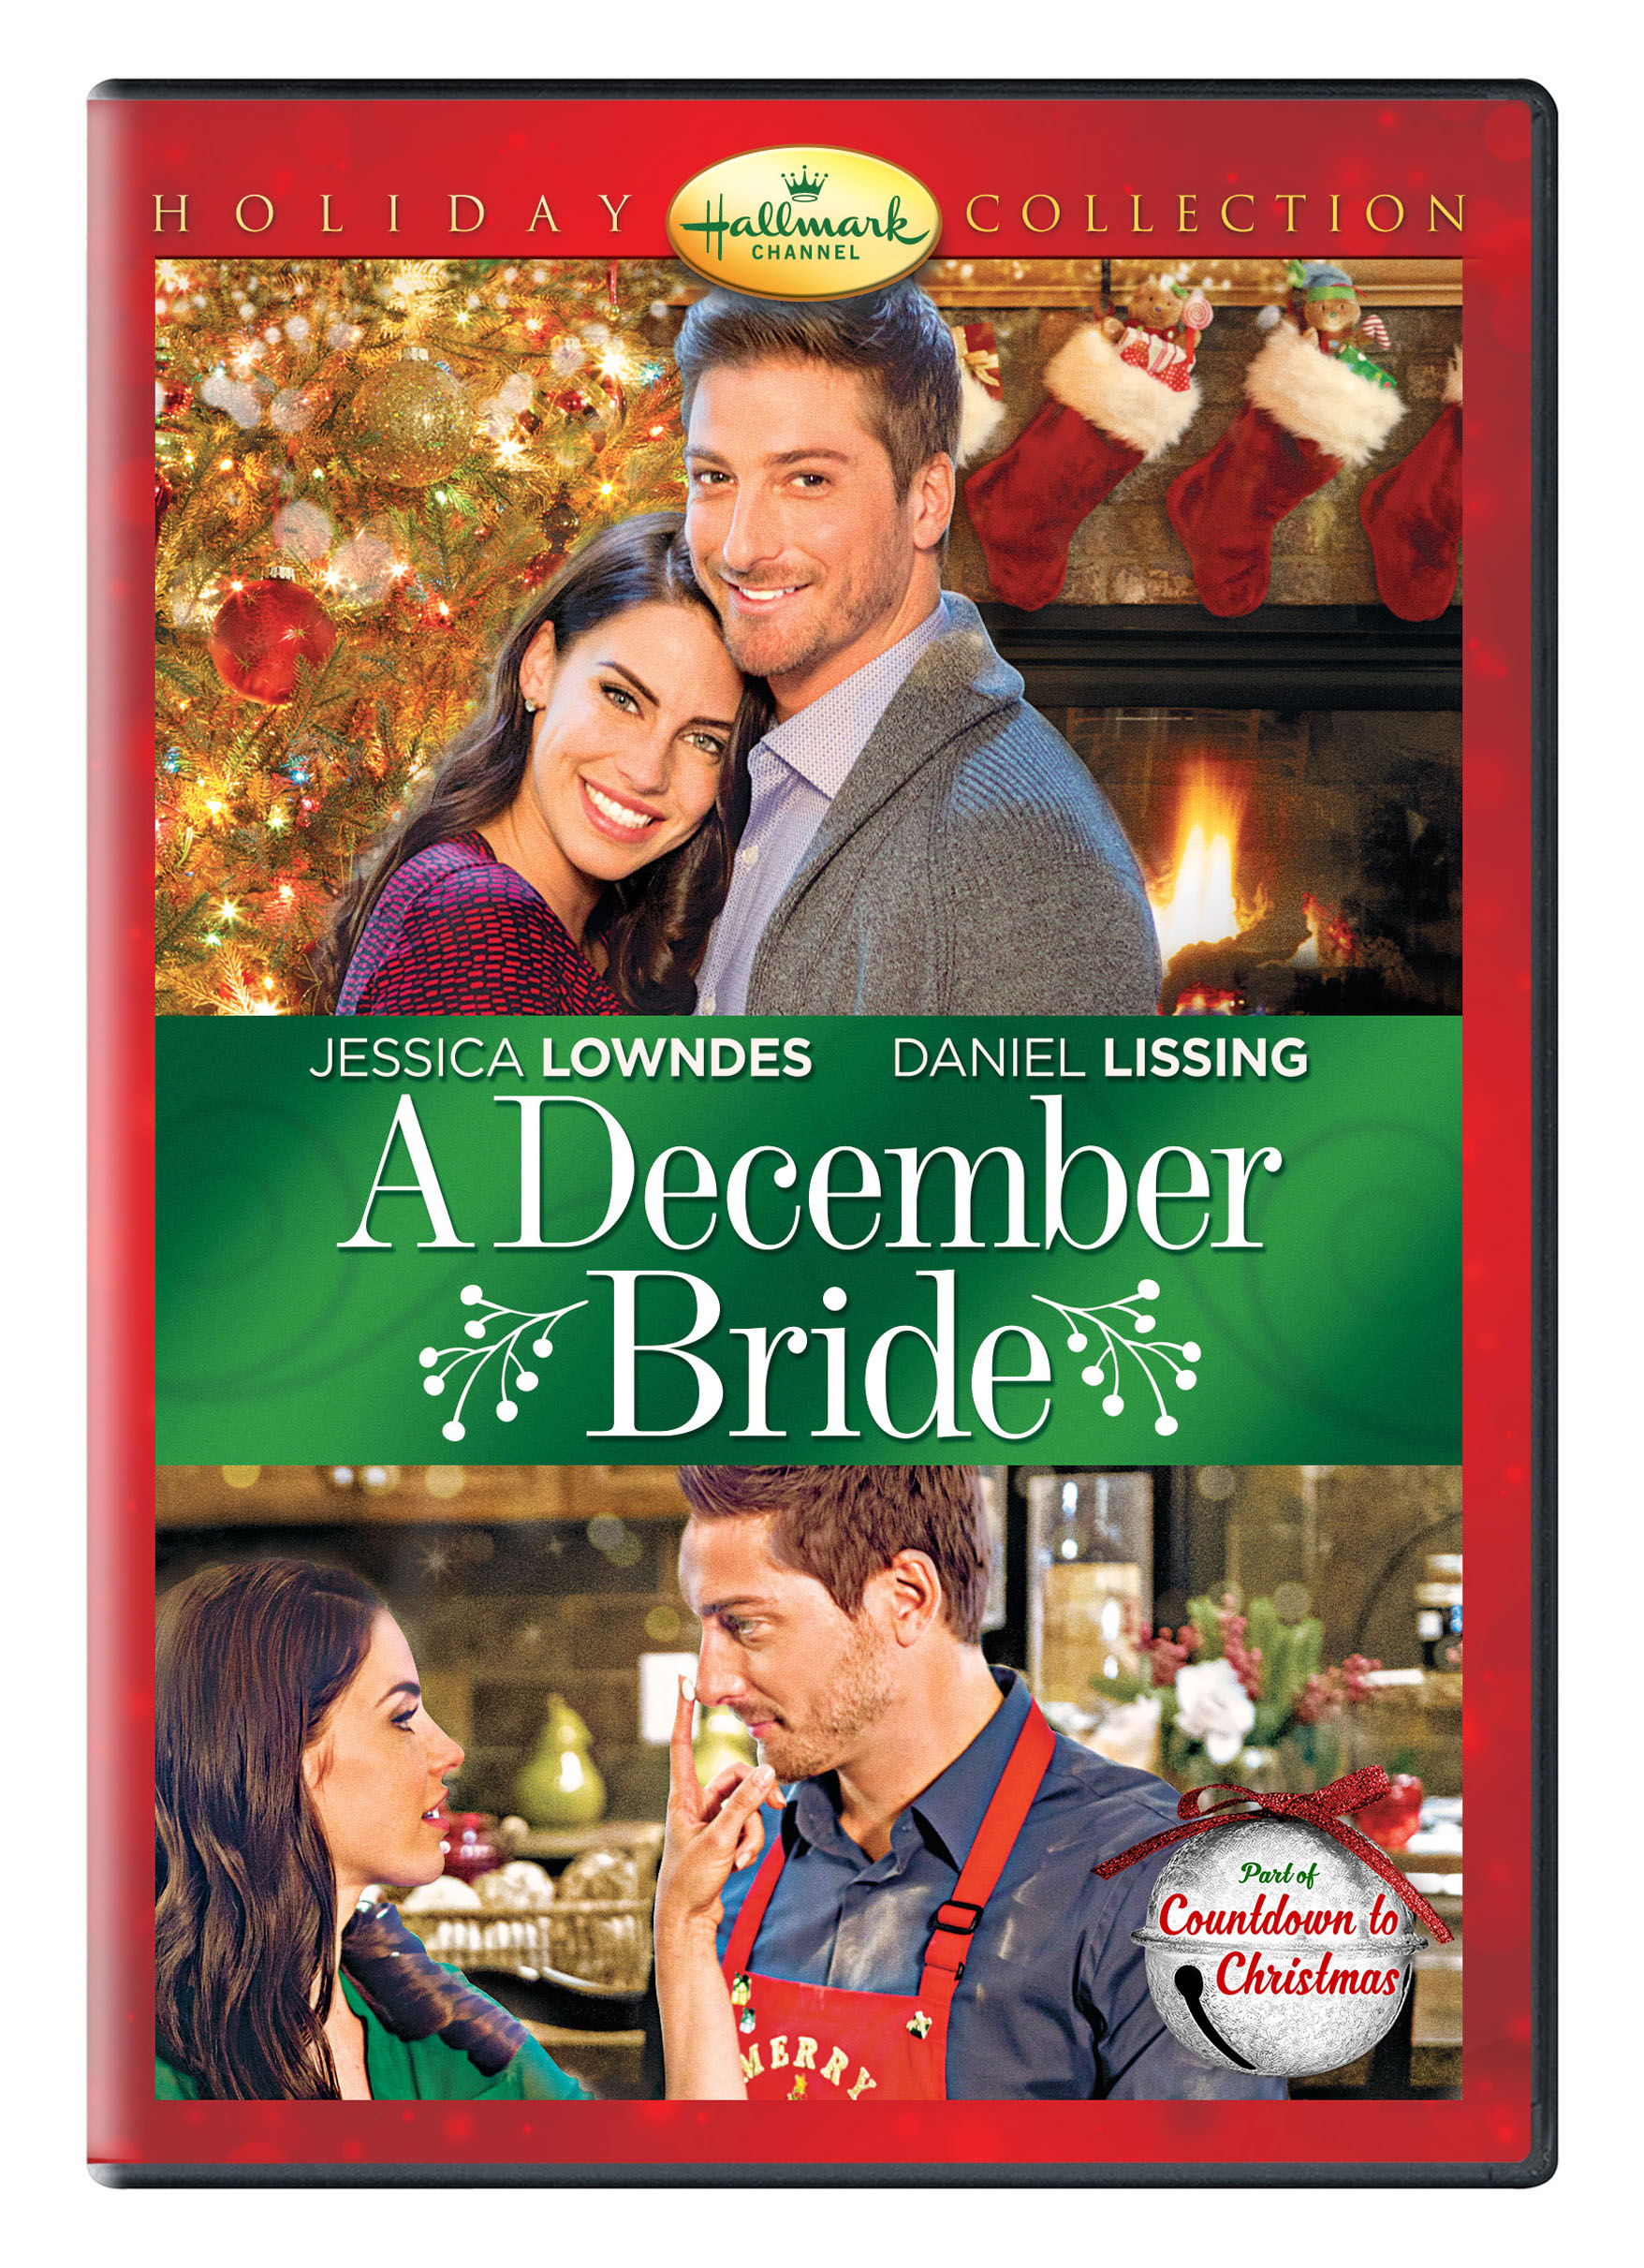 HOLIDAY Hallmark COLLECTION
CHANNEL
JESSICA LOWNDES DANIEL LISSING
A December
Bride
Part of
Countdown to
Christmas
MERRY